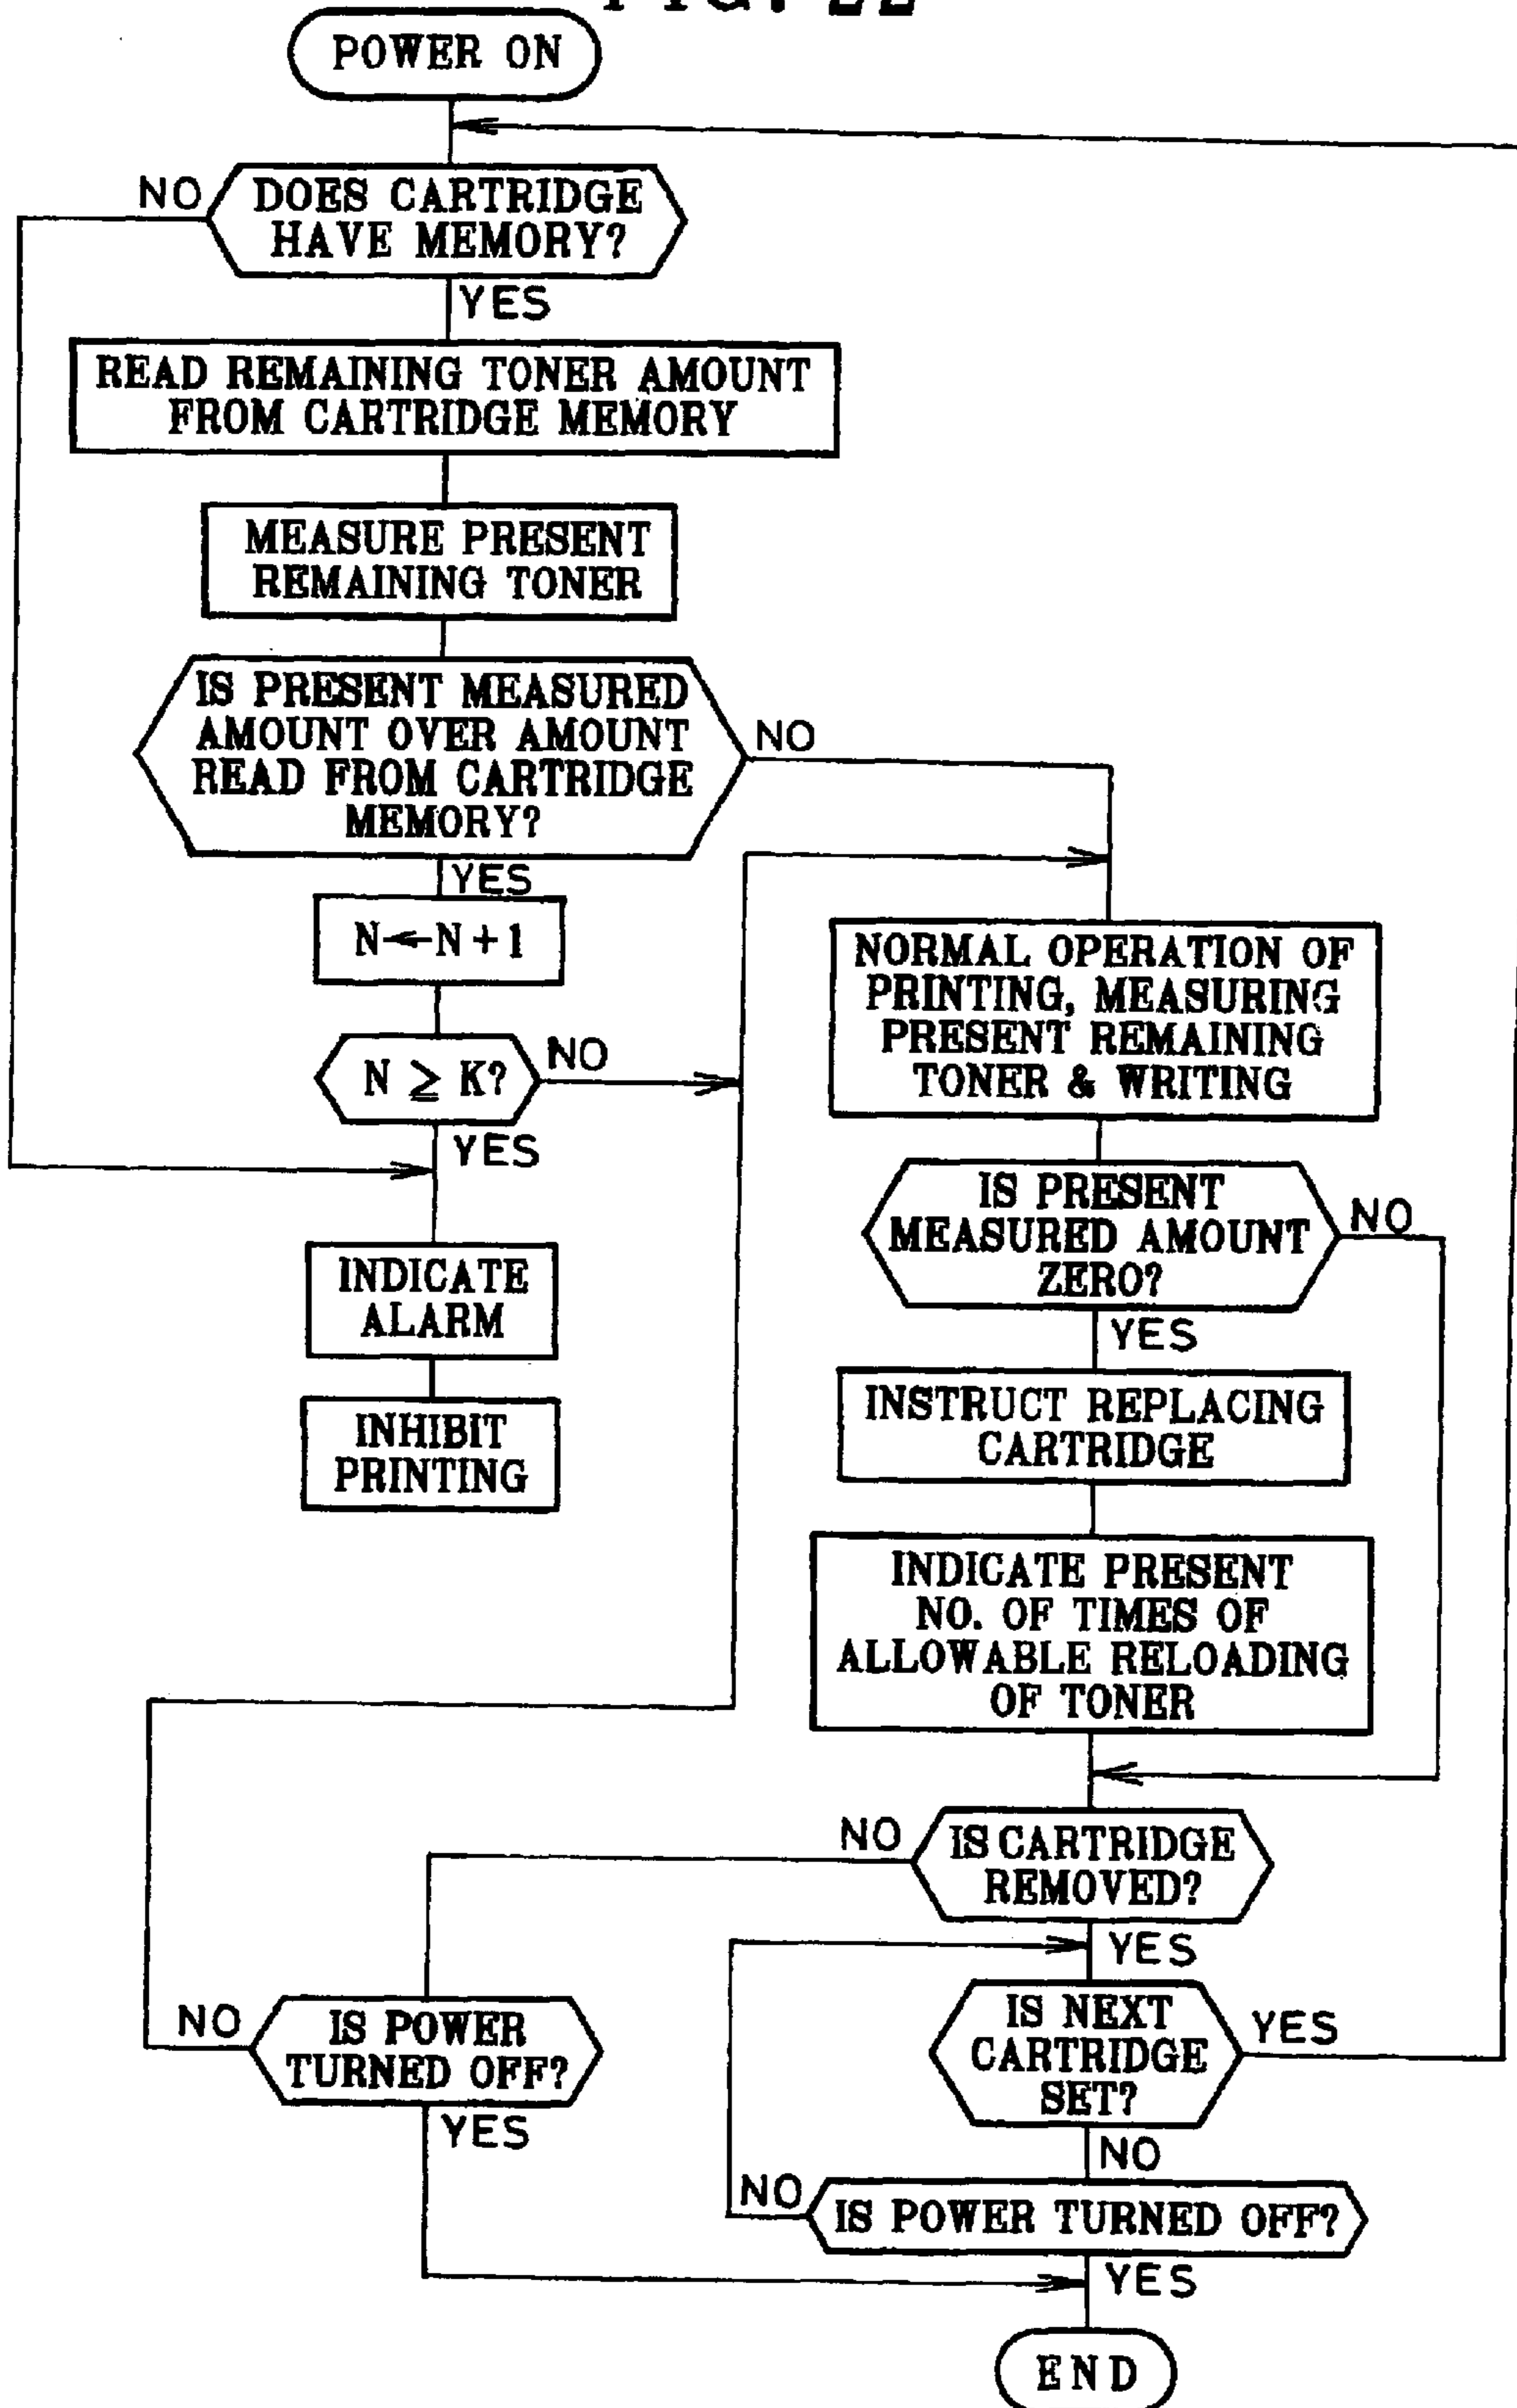 POWER ON
NO
DOES CARTRIDGE
HAVE MEMORY?
YES
READ REMAINING TONER AMOUNT
FROM CARTRIDGE MEMORY
MEASURE PRESENT
REMAINING TONER
IS PRESENT MEASURED
AMOUNT OVER AMOUNT
READ FROM CARTRIDGE
MEMORY?
NO
YES
N←N+1
N ≧ K?
NO
YES
INDICATE
ALARM
INHIBIT
PRINTING
NORMAL OPERATION OF
PRINTING, MEASURING
PRESENT REMAINING
TONER & WRITING
IS PRESENT
MEASURED AMOUNT
ZERO?
NO
YES
INSTRUCT REPLACING
CARTRIDGE
INDICATE PRESENT
NO. OF TIMES OF
ALLOWABLE RELOADING
OF TONER
NO
IS CARTRIDGE
REMOVED?
YES
NO
IS POWER
TURNED OFF?
YES
IS NEXT
CARTRIDGE
SET?
YES
NO
NO
IS POWER TURNED OFF?
YES
END